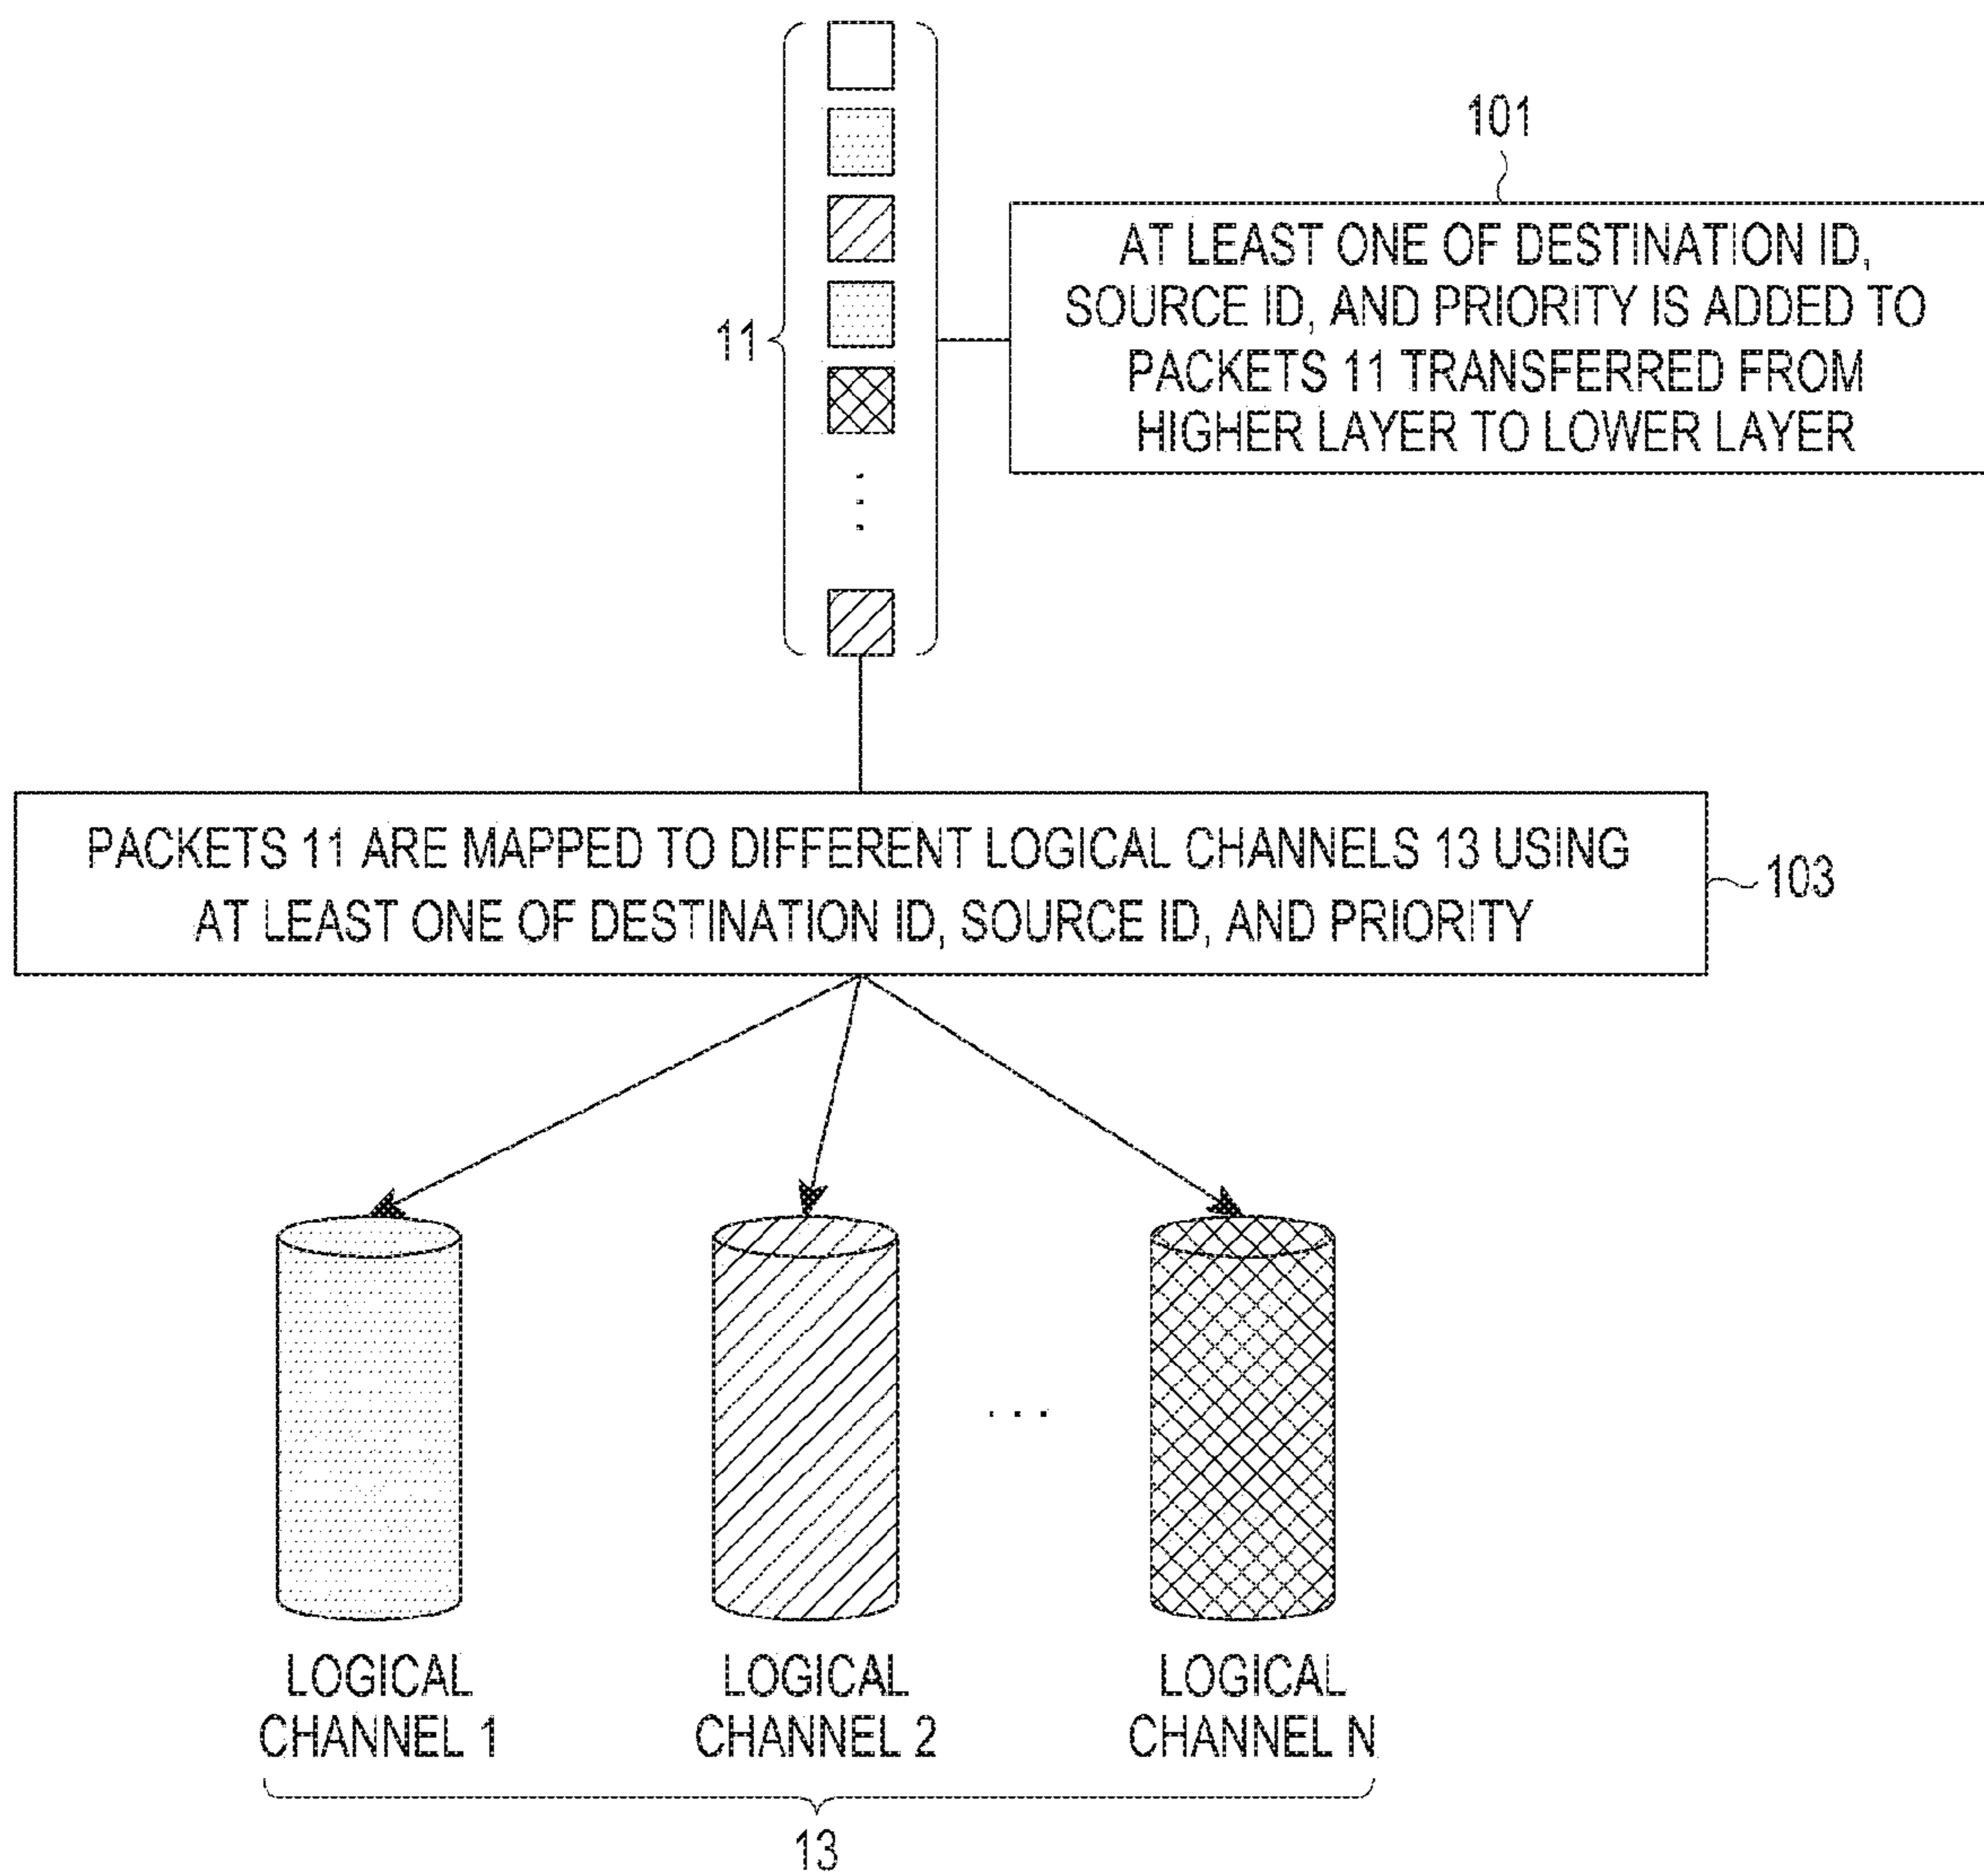 101
AT LEAST ONE OF DESTINATION ID,
SOURCE ID, AND PRIORITY IS ADDED TO
PACKETS 11 TRANSFERRED FROM
HIGHER LAYER TO LOWER LAYER
11
PACKETS 11 ARE MAPPED TO DIFFERENT LOGICAL CHANNELS 13 USING
AT LEAST ONE OF DESTINATION ID, SOURCE ID, AND PRIORITY
103
LOGICAL
CHANNEL 1
LOGICAL
CHANNEL 2
. . .
LOGICAL
CHANNEL N
13